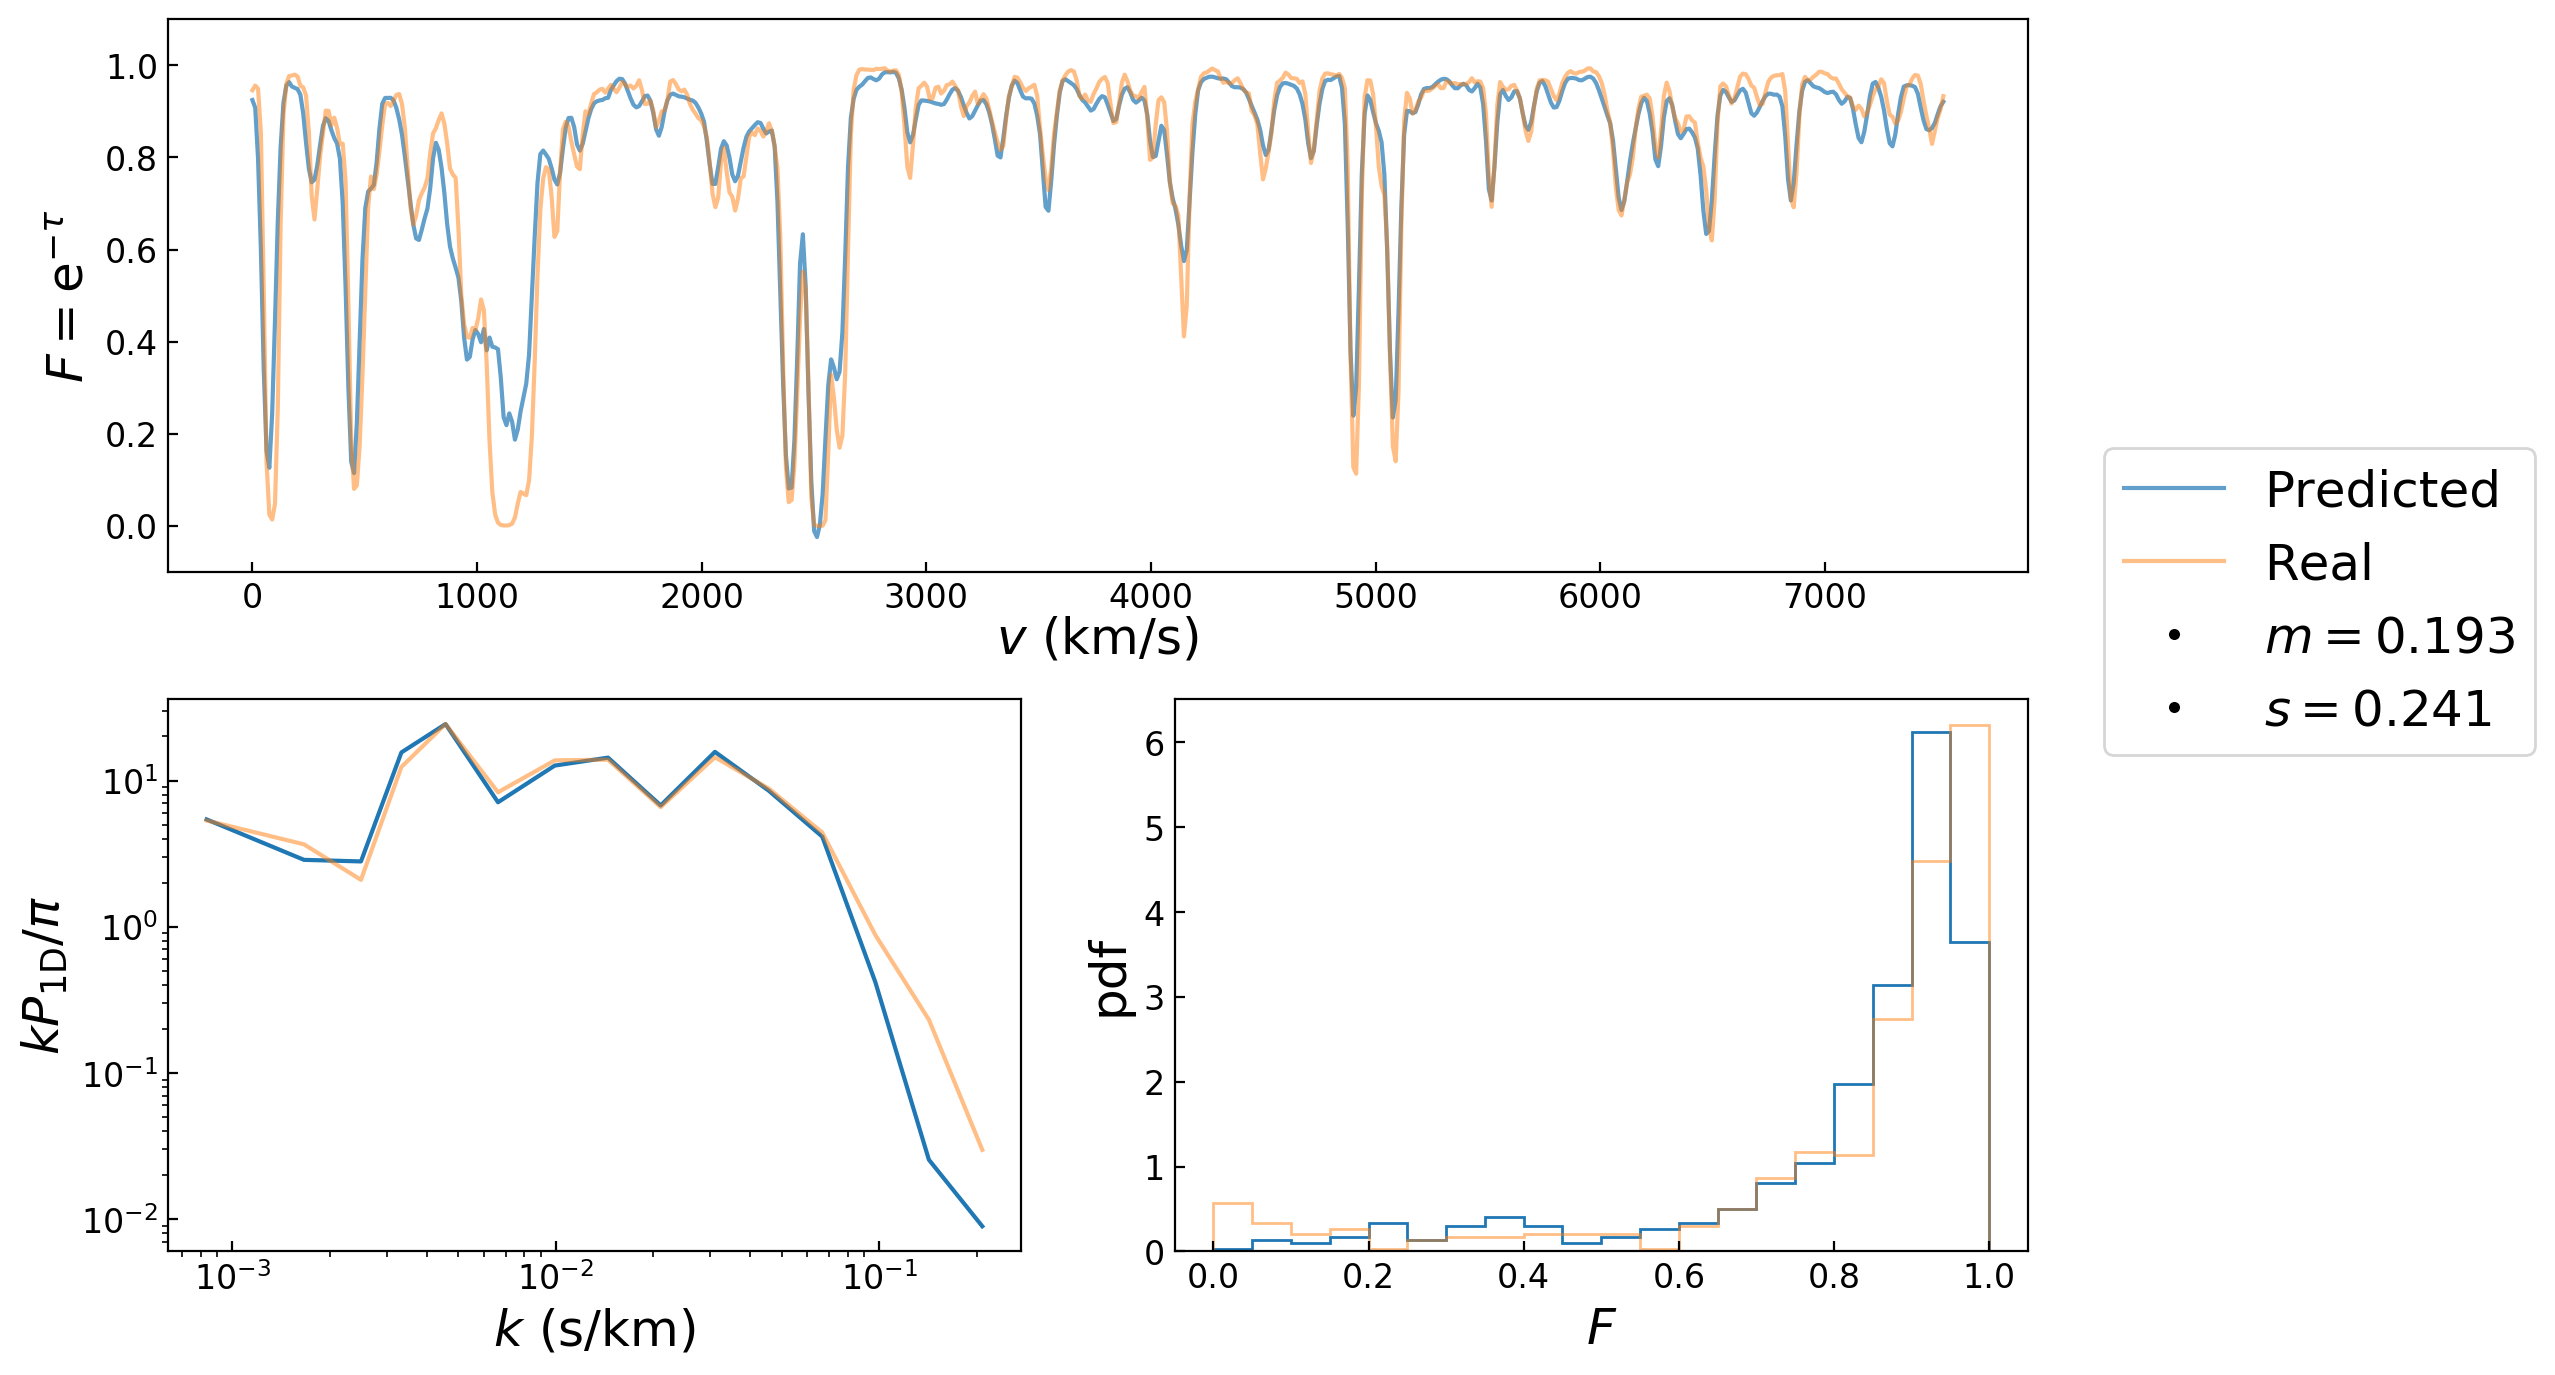 F = e^{-τ}
1.0
0.8
0.6
0.4
0.2
0.0
0 1000 2000 3000 4000 5000 6000 7000
v (km/s)
Predicted
Real
m = 0.193
s = 0.241
kP_{1D}/π
10^1
10^0
10^{-1}
10^{-2}
10^{-3} 10^{-2} 10^{-1}
k (s/km)
pdf
6
5
4
3
2
1
0
0.0 0.2 0.4 0.6 0.8 1.0
F